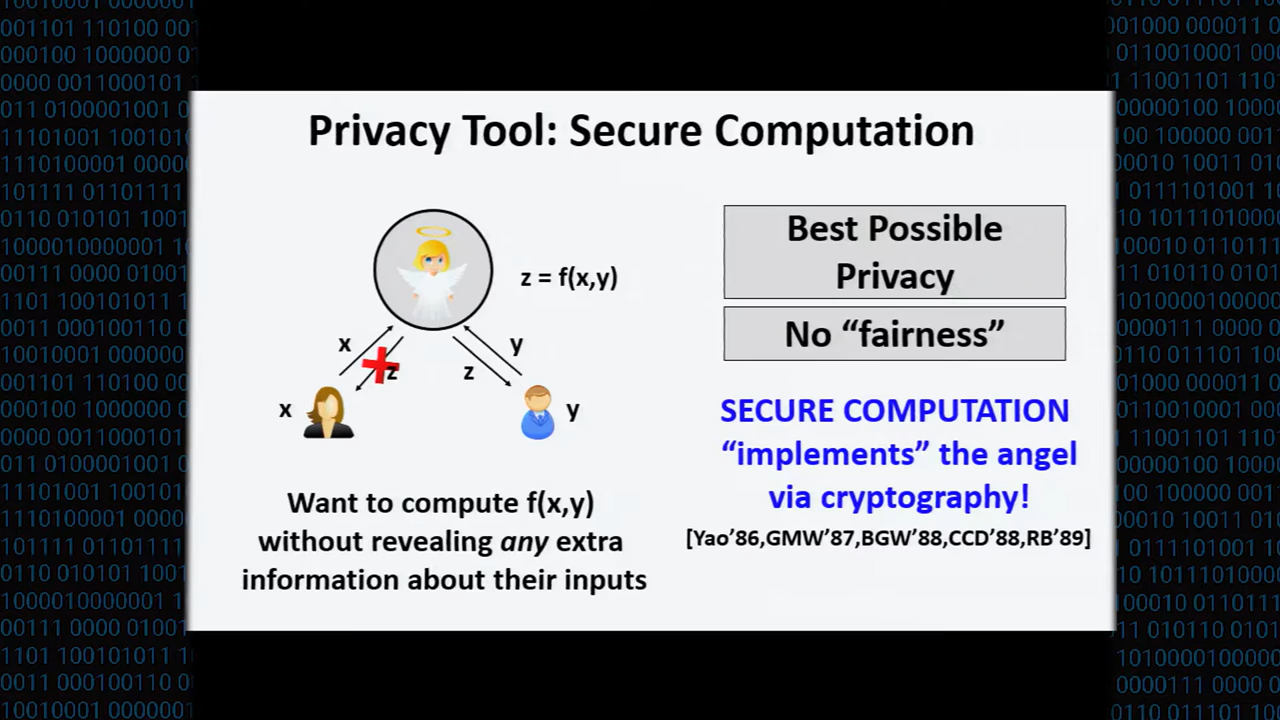 Privacy Tool: Secure Computation
z = f(x,y)
x
z
z
y
x
y
Want to compute f(x,y)
without revealing any extra
information about their inputs
Best Possible
Privacy
No “fairness”
SECURE COMPUTATION
“implements” the angel
via cryptography!
[Yao’86,GMW’87,BGW’88,CCD’88,RB’89]